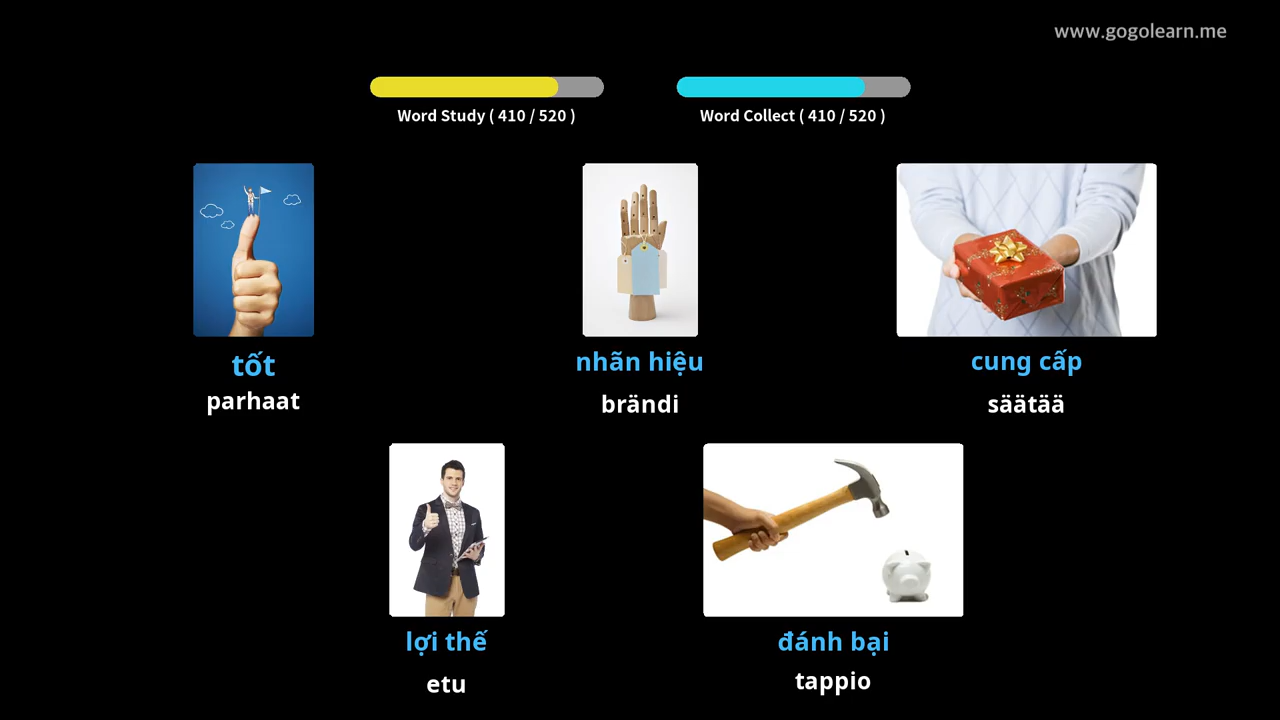 www.gogolearn.me
Word Study ( 410 / 520 )
Word Collect ( 410 / 520 )
tốt
parhaat
nhãn hiệu
brändi
cung cấp
säätää
lợi thế
etu
đánh bại
tappio